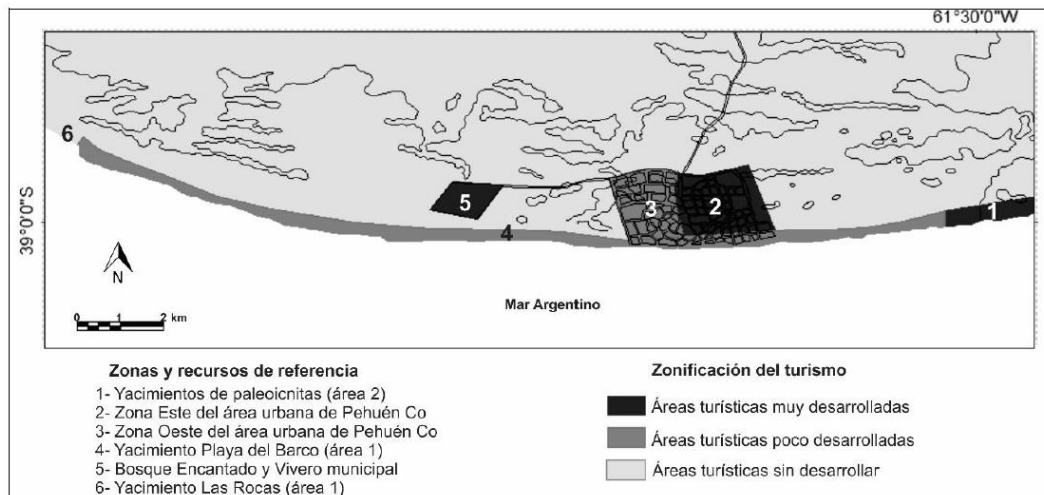 61°30'0"W
6
5
3
2
1
4
39°0'0"S
N
Mar Argentino
0 1 2 km
Zonas y recursos de referencia
1- Yacimientos de paleoicnitas (área 2)
2- Zona Este del área urbana de Pehuén Co
3- Zona Oeste del área urbana de Pehuén Co
4- Yacimiento Playa del Barco (área 1)
5- Bosque Encantado y Vivero municipal
6- Yacimiento Las Rocas (área 1)
Zonificación del turismo
Áreas turísticas muy desarrolladas
Áreas turísticas poco desarrolladas
Áreas turísticas sin desarrollar